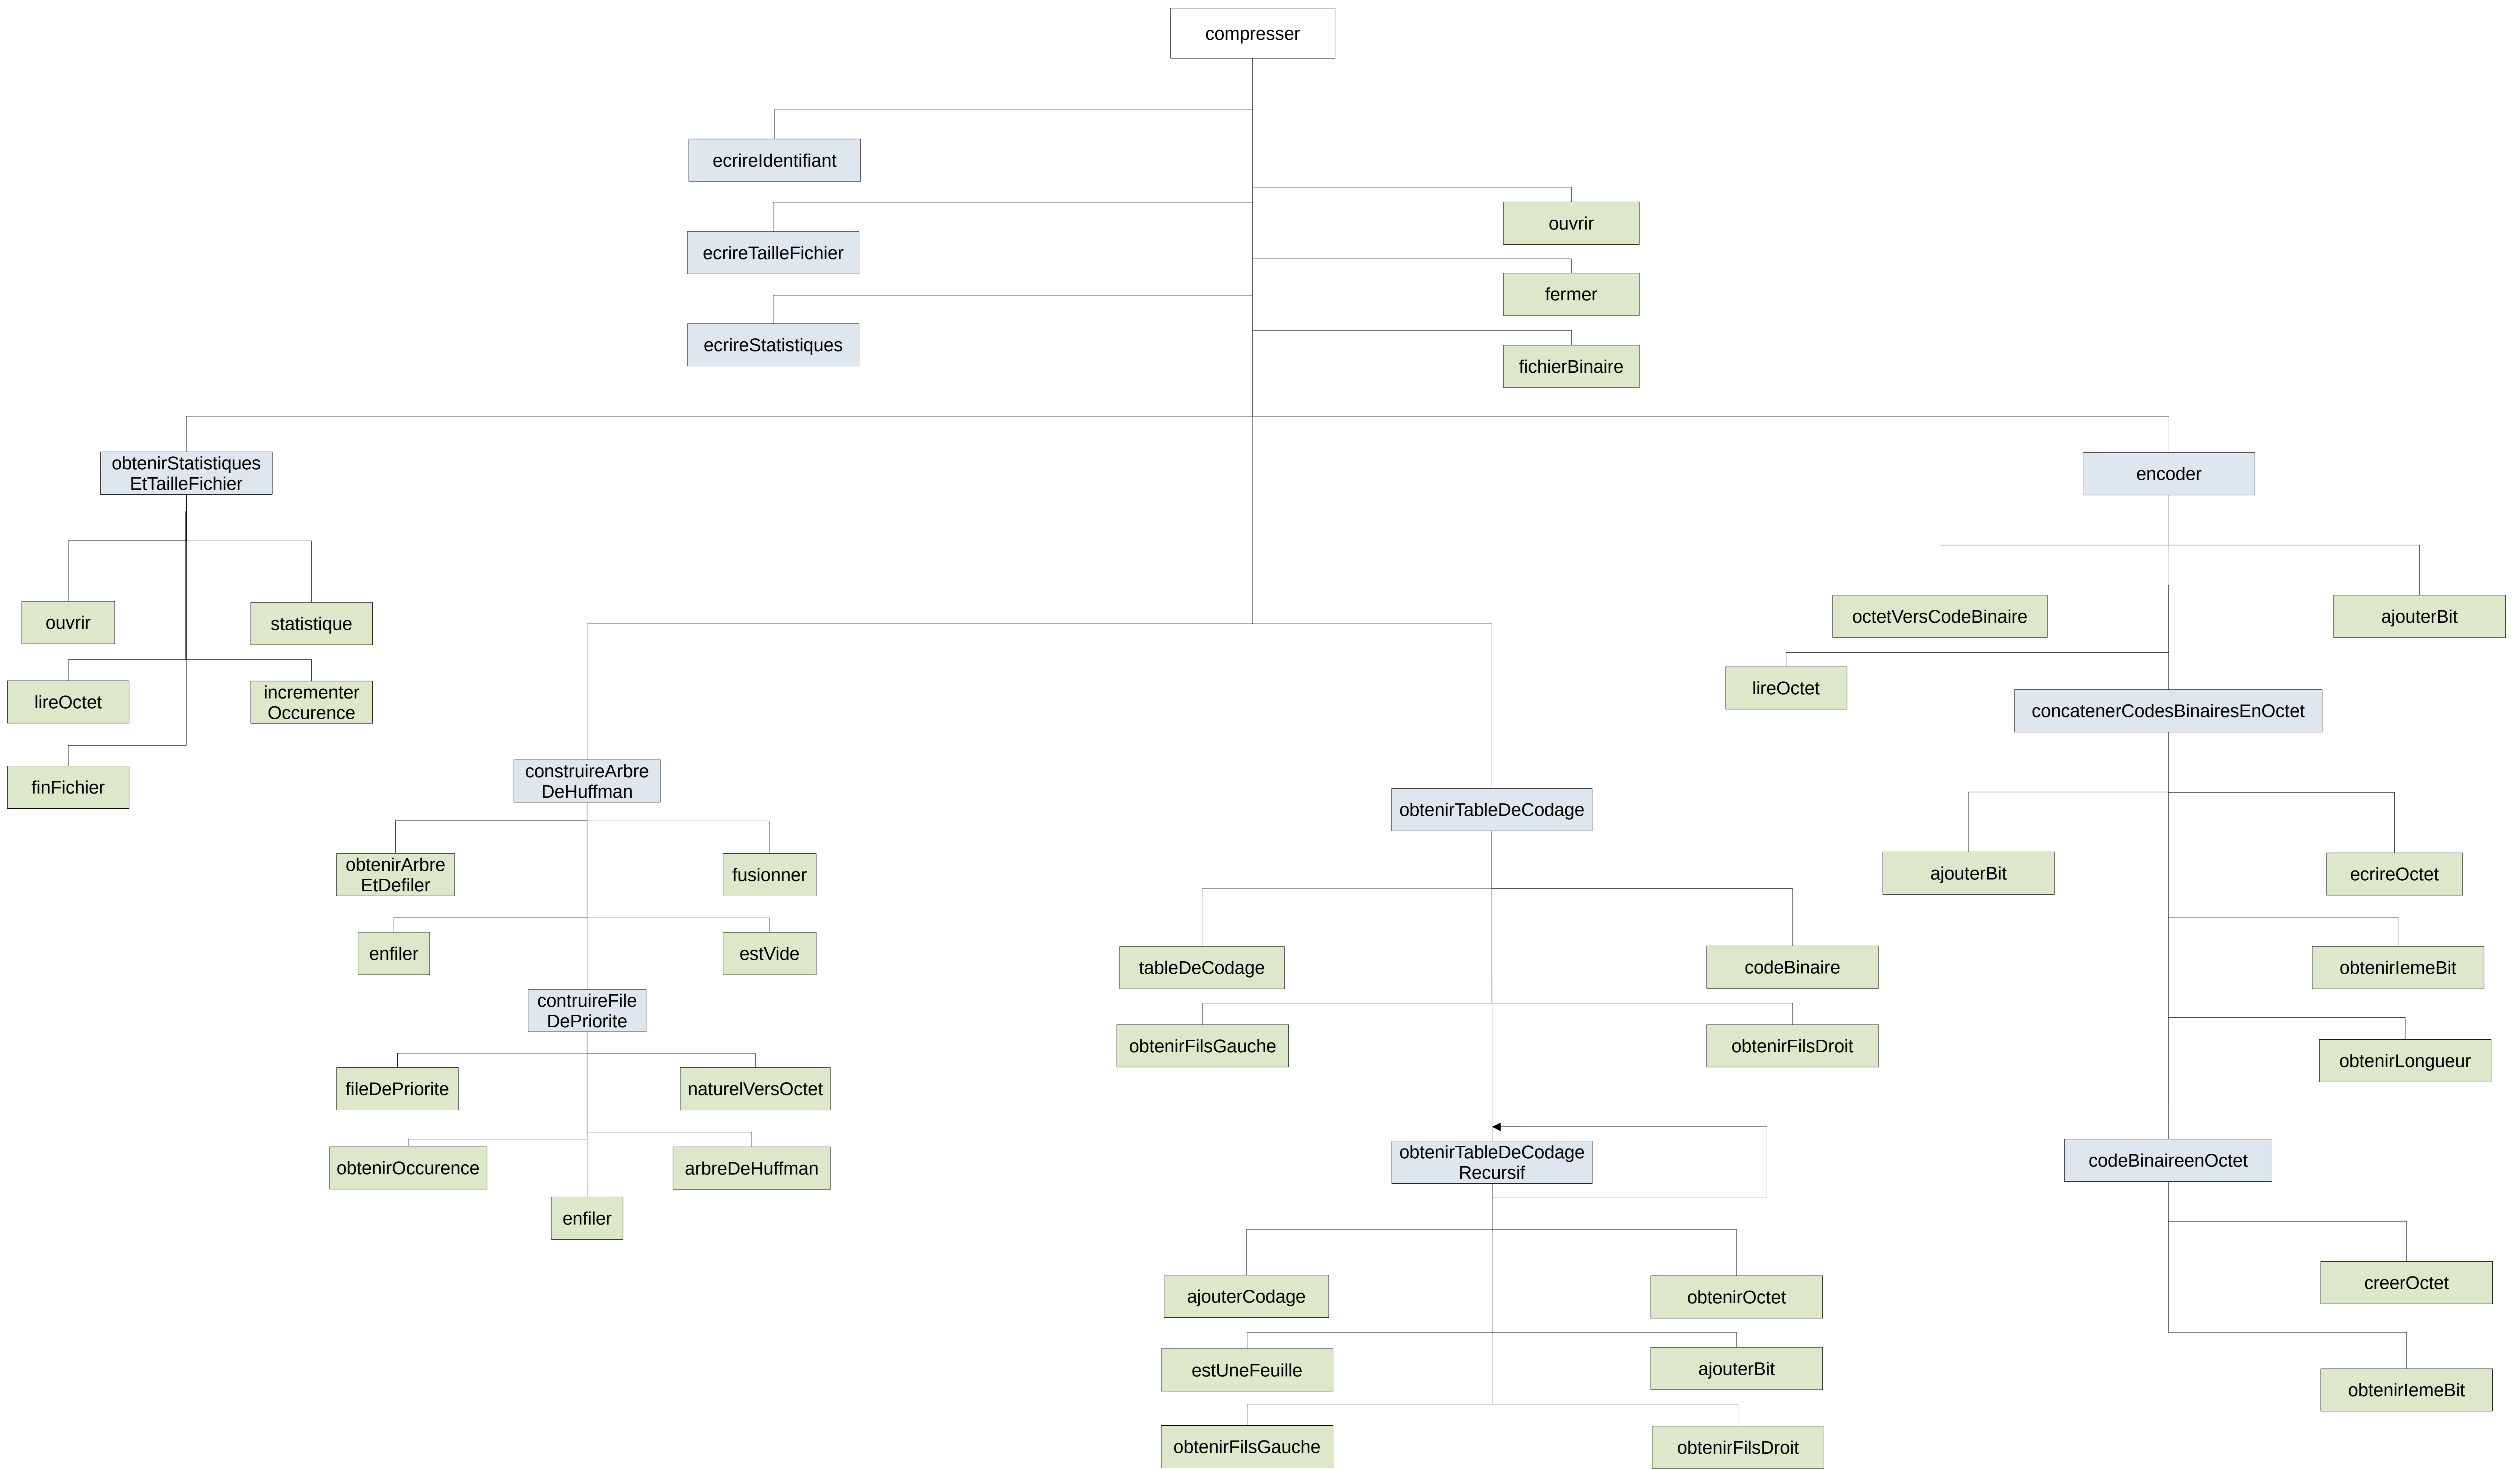 compresser
ecrireIdentifiant
ouvrir
ecrireTailleFichier
fermer
ecrireStatistiques
fichierBinaire
obtenirStatistiques
EtTailleFichier
encoder
ouvrir
statistique
octetVersCodeBinaire
ajouterBit
lireOctet
incrementer
Occurence
lireOctet
concatenerCodesBinairesEnOctet
finFichier
construireArbre
DeHuffman
obtenirTableDeCodage
obtenirArbre
EtDefiler
fusionner
ajouterBit
ecrireOctet
enfiler
estVide
tableDeCodage
codeBinaire
obtenirIemeBit
contruireFile
DePriorite
obtenirFilsGauche
obtenirFilsDroit
obtenirLongueur
fileDePriorite
naturelVersOctet
obtenirOccurence
arbreDeHuffman
obtenirTableDeCodage
Recursif
codeBinaireenOctet
enfiler
ajouterCodage
obtenirOctet
creerOctet
estUneFeuille
ajouterBit
obtenirIemeBit
obtenirFilsGauche
obtenirFilsDroit